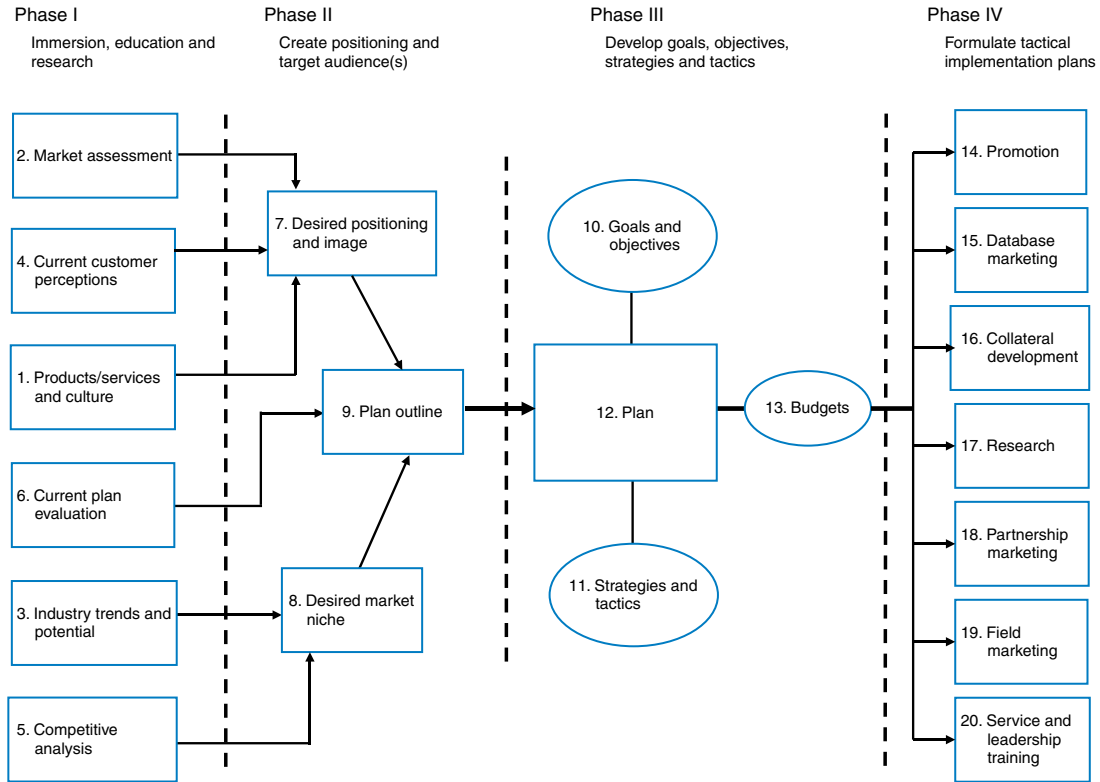 Phase I
Immersion, education and
research
Phase II
Create positioning and
target audience(s)
Phase III
Develop goals, objectives,
strategies and tactics
Phase IV
Formulate tactical
implementation plans
2. Market assessment
4. Current customer
perceptions
1. Products/services
and culture
6. Current plan
evaluation
3. Industry trends and
potential
5. Competitive
analysis
7. Desired positioning
and image
9. Plan outline
8. Desired market
niche
10. Goals and
objectives
12. Plan
11. Strategies and
tactics
13. Budgets
14. Promotion
15. Database
marketing
16. Collateral
development
17. Research
18. Partnership
marketing
19. Field
marketing
20. Service and
leadership
training